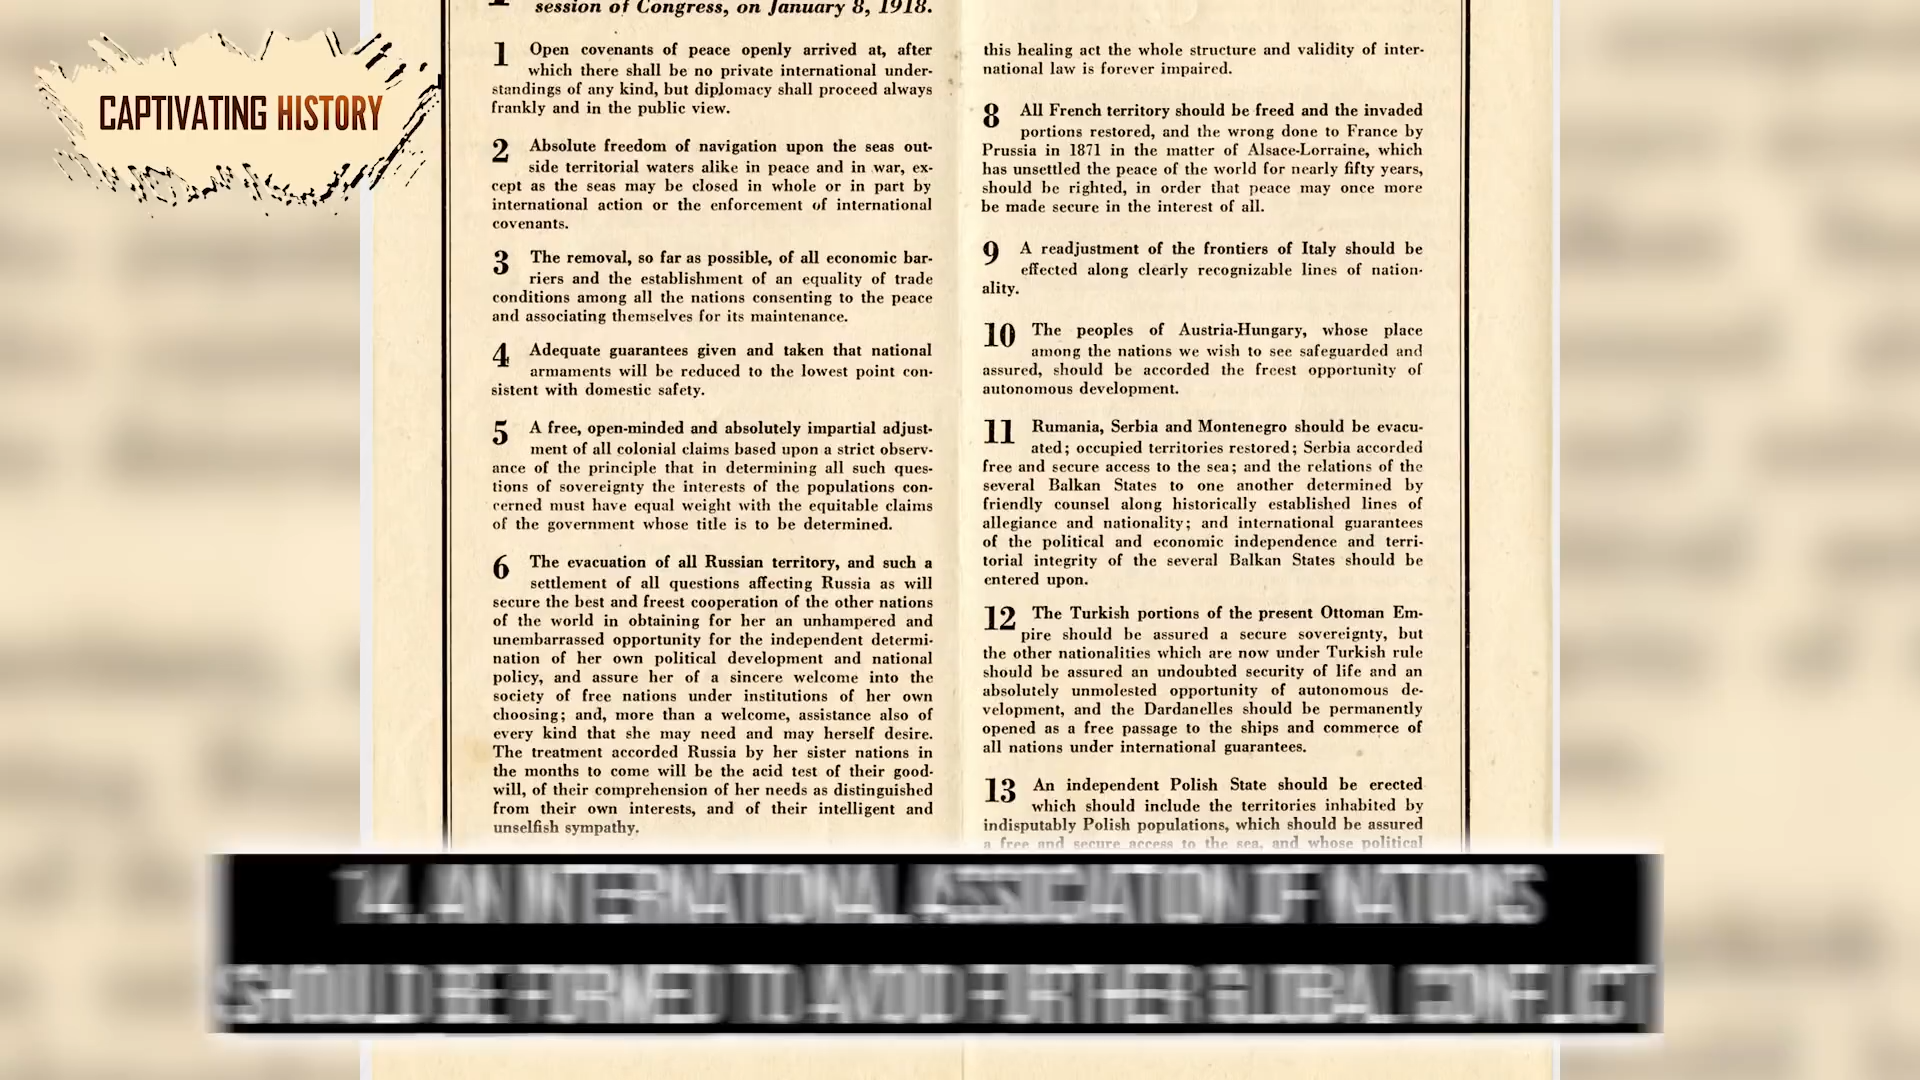 session of Congress, on January 8, 1918.
CAPTIVATING HISTORY
1 Open covenants of peace openly arrived at, after
which there shall be no private international under-
standings of any kind, but diplomacy shall proceed always
frankly and in the public view.
2 Absolute freedom of navigation upon the seas out-
side territorial waters alike in peace and in war, ex-
cept as the seas may be closed in whole or in part by
international action or the enforcement of international
covenants.
3 The removal, so far as possible, of all economic bar-
riers and the establishment of an equality of trade
conditions among all the nations consenting to the peace
and associating themselves for its maintenance.
4 Adequate guarantees given and taken that national
armaments will be reduced to the lowest point con-
sistent with domestic safety.
5 A free, open-minded and absolutely impartial adjust-
ment of all colonial claims based upon a strict observ-
ance of the principle that in determining all such ques-
tions of sovereignty the interests of the populations con-
cerned must have equal weight with the equitable claims
of the government whose title is to be determined.
6 The evacuation of all Russian territory, and such a
settlement of all questions affecting Russia as will
secure the best and freest cooperation of the other nations
of the world in obtaining for her an unhampered and
unembarrassed opportunity for the independent determi-
nation of her own political development and national
policy, and assure her of a sincere welcome into the
society of free nations under institutions of her own
choosing; and, more than a welcome, assistance also of
every kind that she may need and may herself desire.
The treatment accorded Russia by her sister nations in
the months to come will be the acid test of their good-
will, of their comprehension of her needs as distinguished
from their own interests, and of their intelligent and
unselfish sympathy.
this healing act the whole structure and validity of inter-
national law is forever impaired.
8 All French territory should be freed and the invaded
portions restored, and the wrong done to France by
Prussia in 1871 in the matter of Alsace-Lorraine, which
has unsettled the peace of the world for nearly fifty years,
should be righted, in order that peace may once more
be made secure in the interest of all.
9 A readjustment of the frontiers of Italy should be
effected along clearly recognizable lines of nation-
ality.
10 The peoples of Austria-Hungary, whose place
among the nations we wish to see safeguarded and
assured, should be accorded the freest opportunity of
autonomous development.
11 Rumania, Serbia and Montenegro should be evacu-
ated; occupied territories restored; Serbia accorded
free and secure access to the sea; and the relations of the
several Balkan States to one another determined by
friendly counsel along historically established lines of
allegiance and nationality; and international guarantees
of the political and economic independence and terri-
torial integrity of the several Balkan States should be
entered upon.
12 The Turkish portions of the present Ottoman Em-
pire should be assured a secure sovereignty, but
the other nationalities which are now under Turkish rule
should be assured an undoubted security of life and an
absolutely unmolested opportunity of autonomous de-
velopment, and the Dardanelles should be permanently
opened as a free passage to the ships and commerce of
all nations under international guarantees.
13 An independent Polish State should be erected
which should include the territories inhabited by
indisputably Polish populations, which should be assured
a free and secure access to the sea, and whose political
14. AN INTERNATIONAL ASSOCIATION OF NATIONS
SHOULD BE FORMED TO AVOID FURTHER GLOBAL CONFLICT